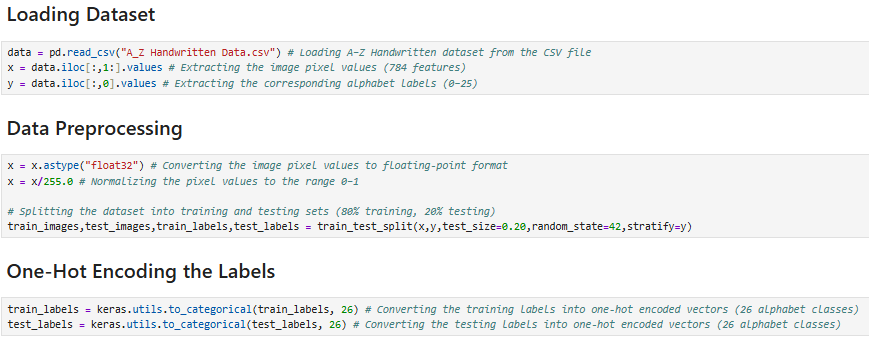 Loading Dataset
data = pd.read_csv("A_Z Handwritten Data.csv") # Loading A-Z Handwritten dataset from the CSV file
x = data.iloc[:,1:].values # Extracting the image pixel values (784 features)
y = data.iloc[:,0].values # Extracting the corresponding alphabet labels (0-25)
Data Preprocessing
x = x.astype("float32") # Converting the image pixel values to floating-point format
x = x/255.0 # Normalizing the pixel values to the range 0-1
# Splitting the dataset into training and testing sets (80% training, 20% testing)
train_images,test_images,train_labels,test_labels = train_test_split(x,y,test_size=0.20,random_state=42,stratify=y)
One-Hot Encoding the Labels
train_labels = keras.utils.to_categorical(train_labels, 26) # Converting the training labels into one-hot encoded vectors (26 alphabet classes)
test_labels = keras.utils.to_categorical(test_labels, 26) # Converting the testing labels into one-hot encoded vectors (26 alphabet classes)